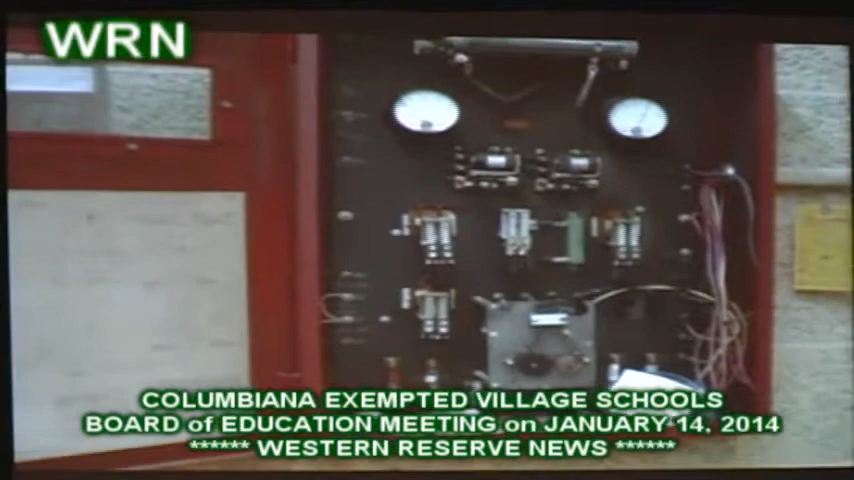 WRN
COLUMBIANA EXEMPTED VILLAGE SCHOOLS
BOARD of EDUCATION MEETING on JANUARY 14, 2014
****** WESTERN RESERVE NEWS ******